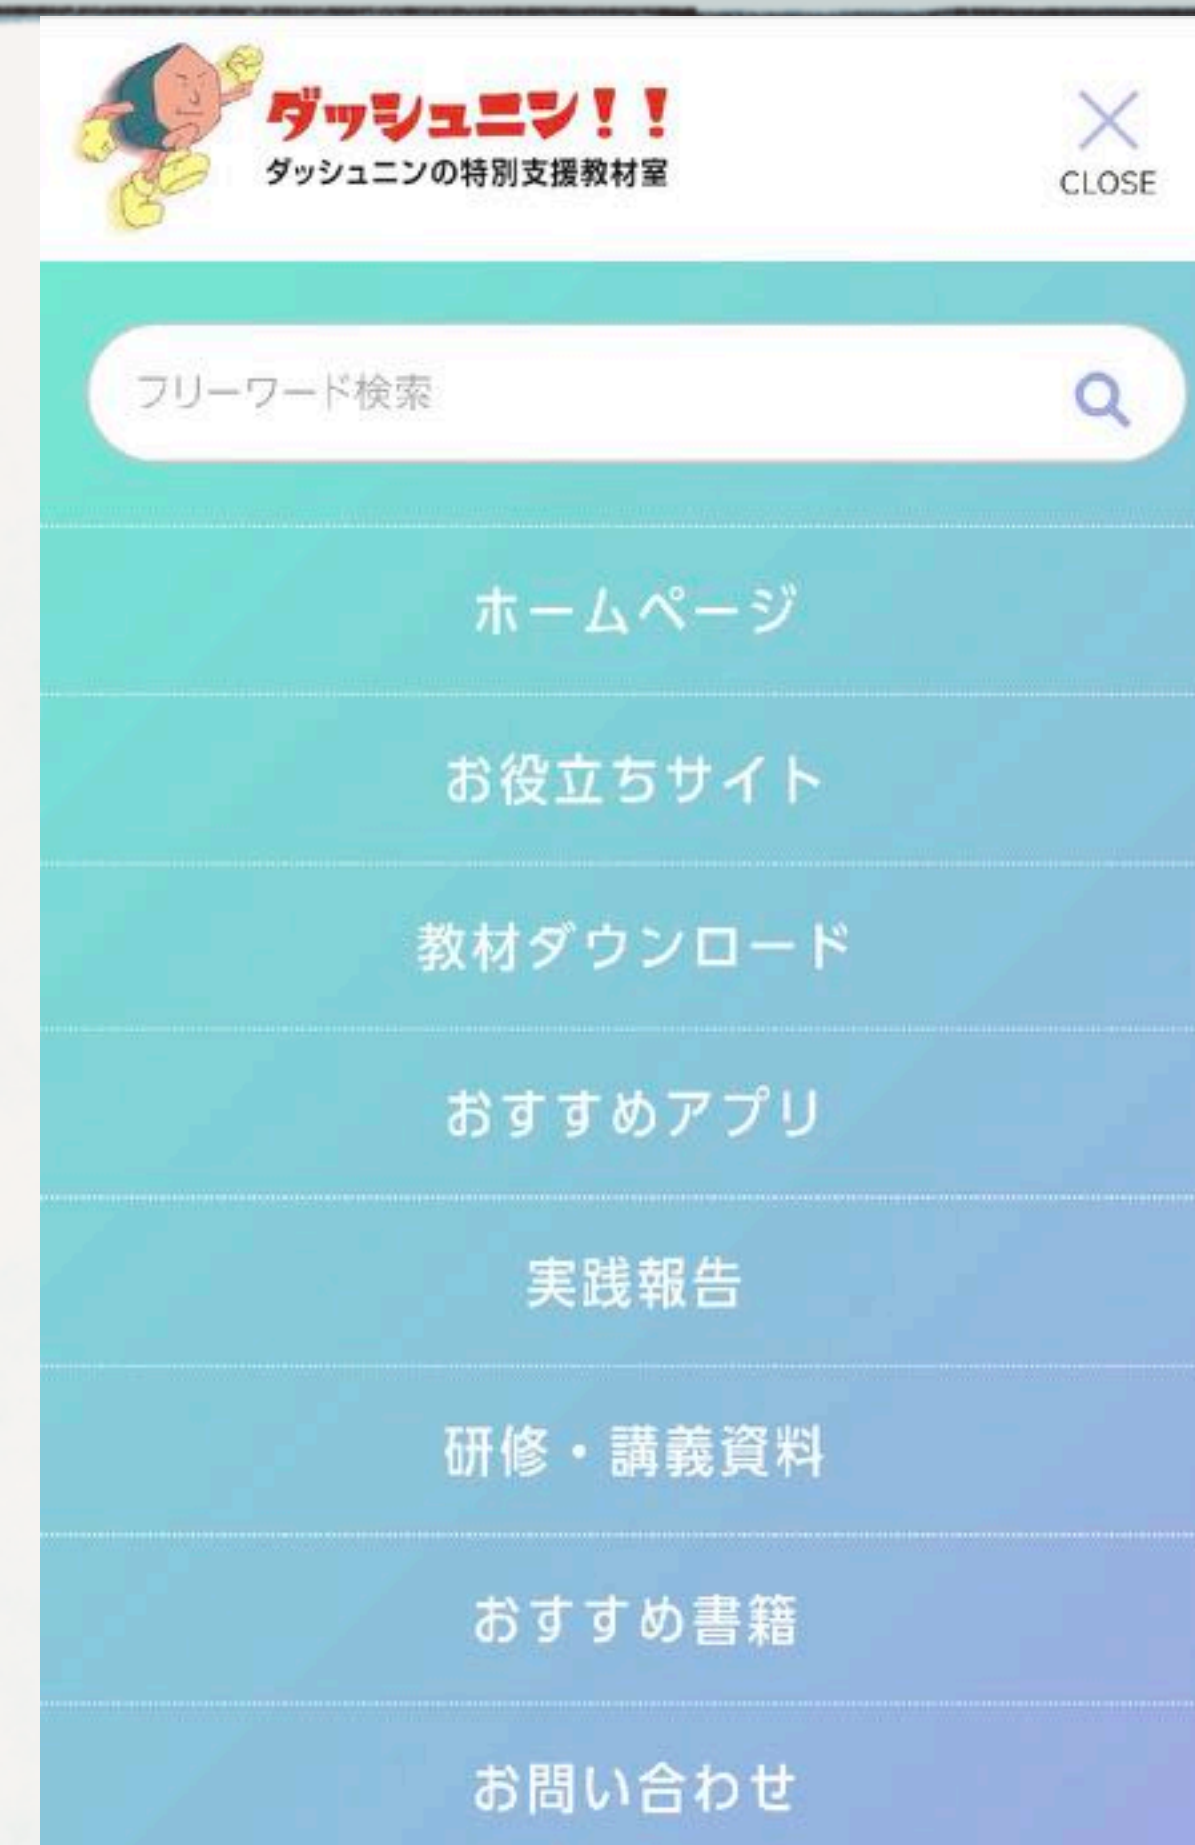 ダッシュニン！！
ダッシュニンの特別支援教材室
CLOSE
フリーワード検索
ホームページ
お役立ちサイト
教材ダウンロード
おすすめアプリ
実践報告
研修・講義資料
おすすめ書籍
お問い合わせ